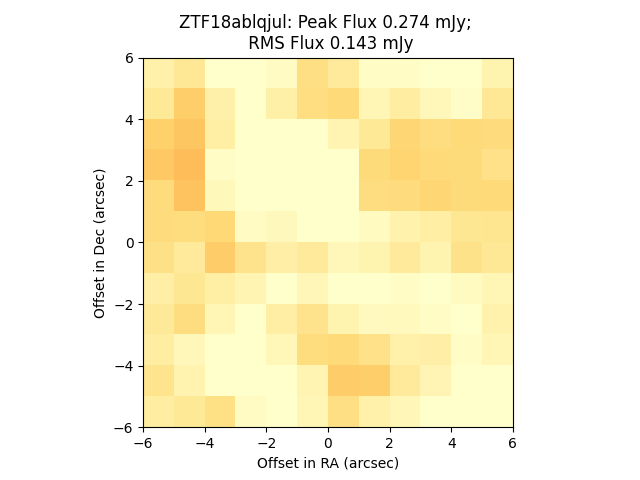 ZTF18ablqjul: Peak Flux 0.274 mJy;
RMS Flux 0.143 mJy
6
4
2
0
−2
−4
−6
Offset in Dec (arcsec)
−6 −4 −2 0 2 4 6
Offset in RA (arcsec)